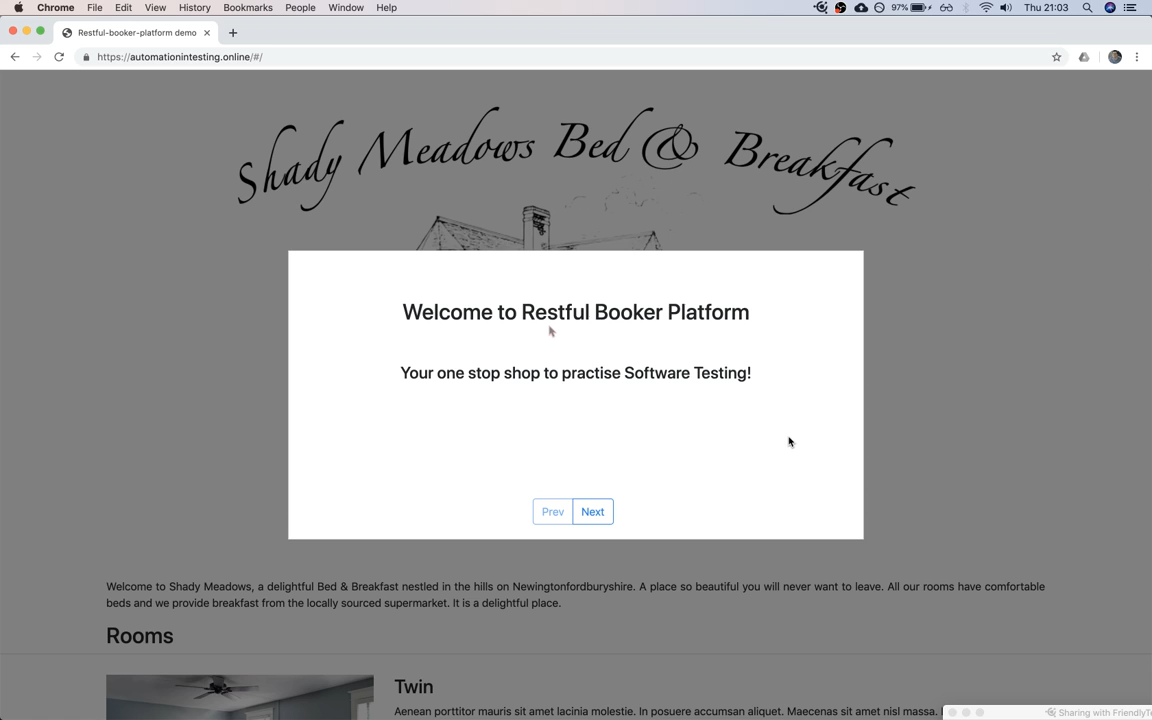 Chrome File Edit View History Bookmarks People Window Help 97% Thu 21:03
Restful-booker-platform demo
https://automationintesting.online/#/
Shady Meadows Bed & Breakfast
Welcome to Restful Booker Platform
Your one stop shop to practise Software Testing!
Prev Next
Welcome to Shady Meadows, a delightful Bed & Breakfast nestled in the hills on Newingtonfordburyshire. A place so beautiful you will never want to leave. All our rooms have comfortable
beds and we provide breakfast from the locally sourced supermarket. It is a delightful place.
Rooms
Twin
Aenean porttitor mauris sit amet lacinia molestie. In posuere accumsan aliquet. Maecenas sit amet nisl massa.
Sharing with